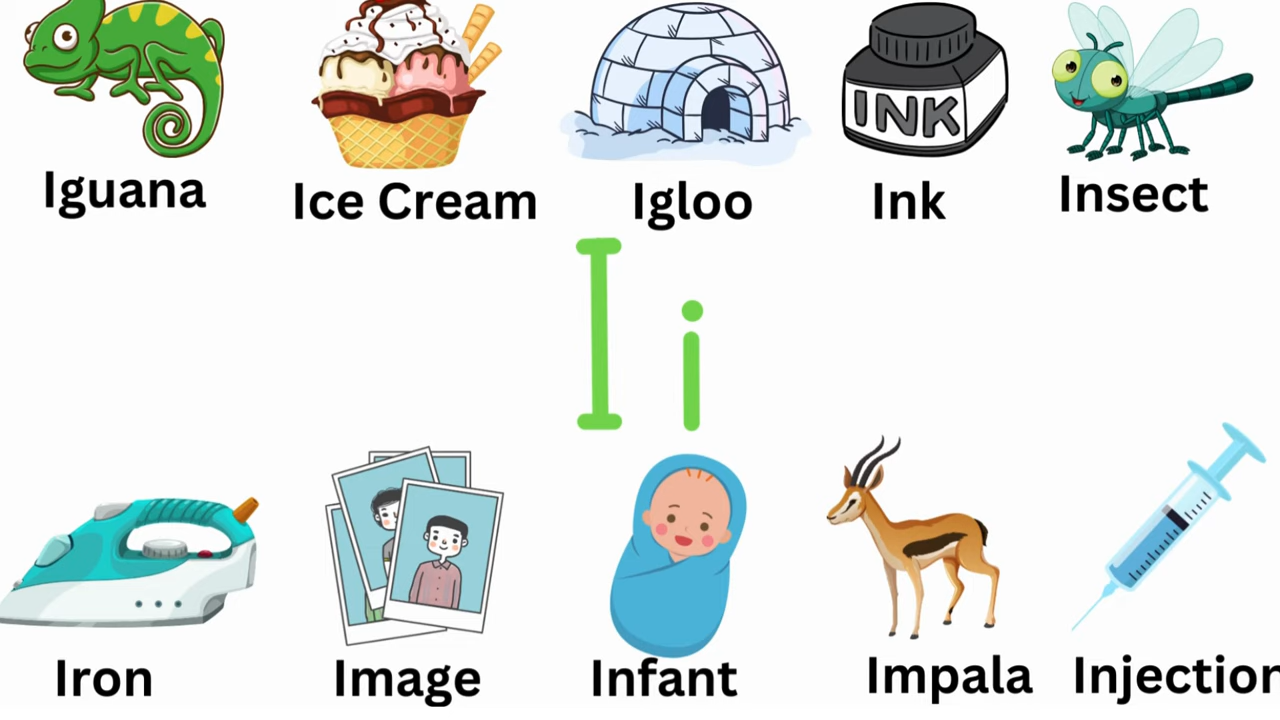 INK
Iguana
Ice Cream
Igloo
Ink
Insect
I i
Iron
Image
Infant
Impala
Injection